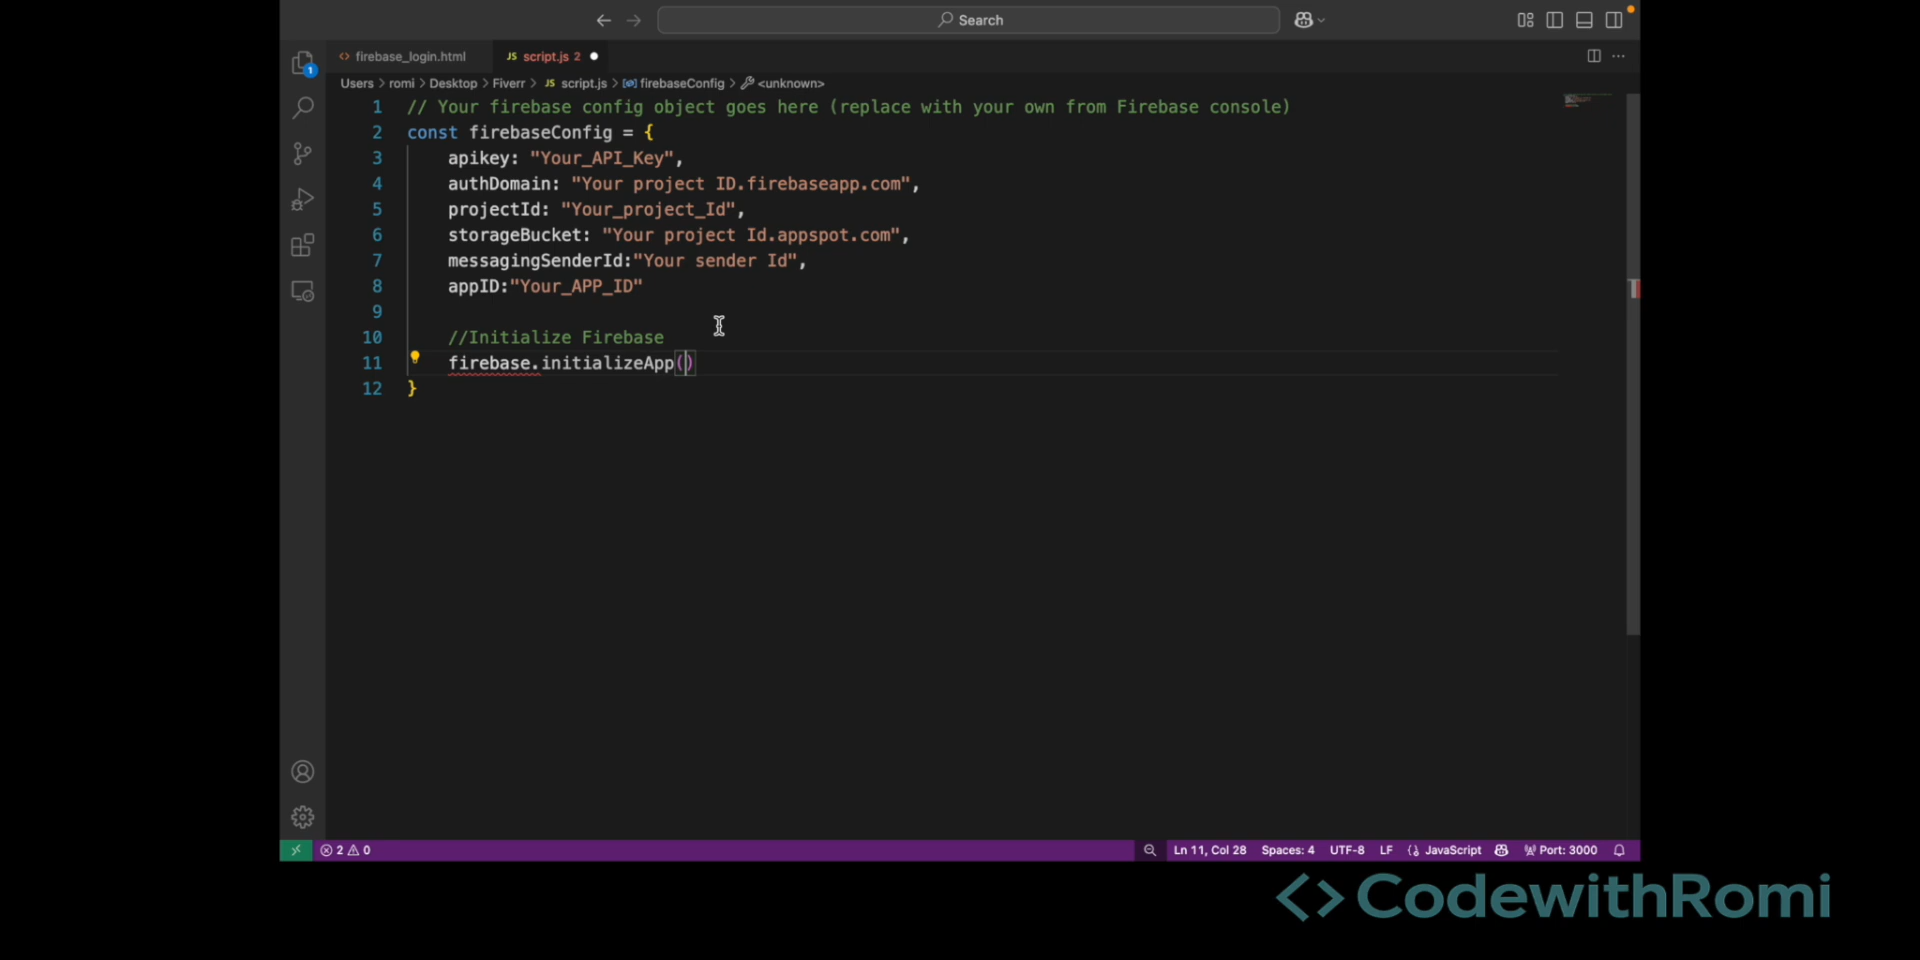 Search
firebase_login.html
JS script.js 2
Users > romi > Desktop > Fiverr > JS script.js > firebaseConfig > <unknown>
1 // Your firebase config object goes here (replace with your own from Firebase console)
2 const firebaseConfig = {
3 apikey: "Your_API_Key",
4 authDomain: "Your project ID.firebaseapp.com",
5 projectId: "Your_project_Id",
6 storageBucket: "Your project Id.appspot.com",
7 messagingSenderId:"Your sender Id",
8 appID:"Your_APP_ID"
9
10 //Initialize Firebase
11 firebase.initializeApp()
12 }
1
2 0 Ln 11, Col 28 Spaces: 4 UTF-8 LF JavaScript Port: 3000
<> CodewithRomi